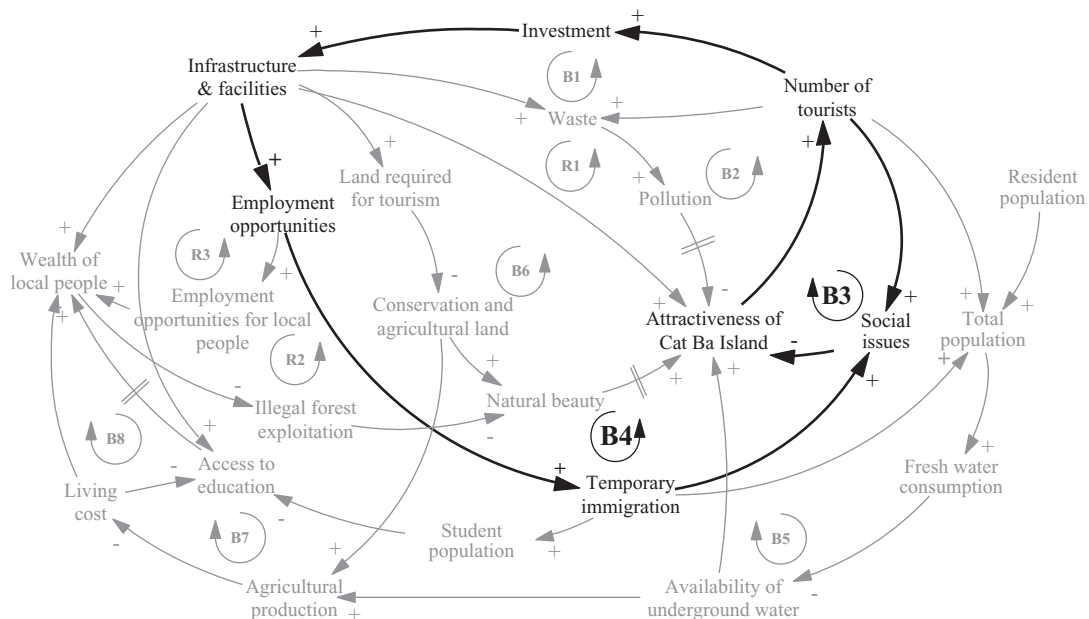 +
Investment
+
Infrastructure
& facilities
B1
Number of
tourists
+
+
Waste
+
+
R1
B2
+
+
Land required
for tourism
+
Pollution
Resident
population
Employment
opportunities
+
Wealth of
local people
R3
+
-
B6
-
+
Employment
opportunities for local
people
+
Conservation and
agricultural land
+
Attractiveness of
Cat Ba Island
B3
+
Social
issues
-
+
+
Total
population
R2
+
+
+
+
+
-
Illegal forest
exploitation
Natural beauty
-
B8
+
B4
+
Access to
education
-
Living
cost
+
Temporary
immigration
Fresh water
consumption
-
-
B7
Student
population
+
B5
+
Agricultural
production
+
Availability of
underground water
-